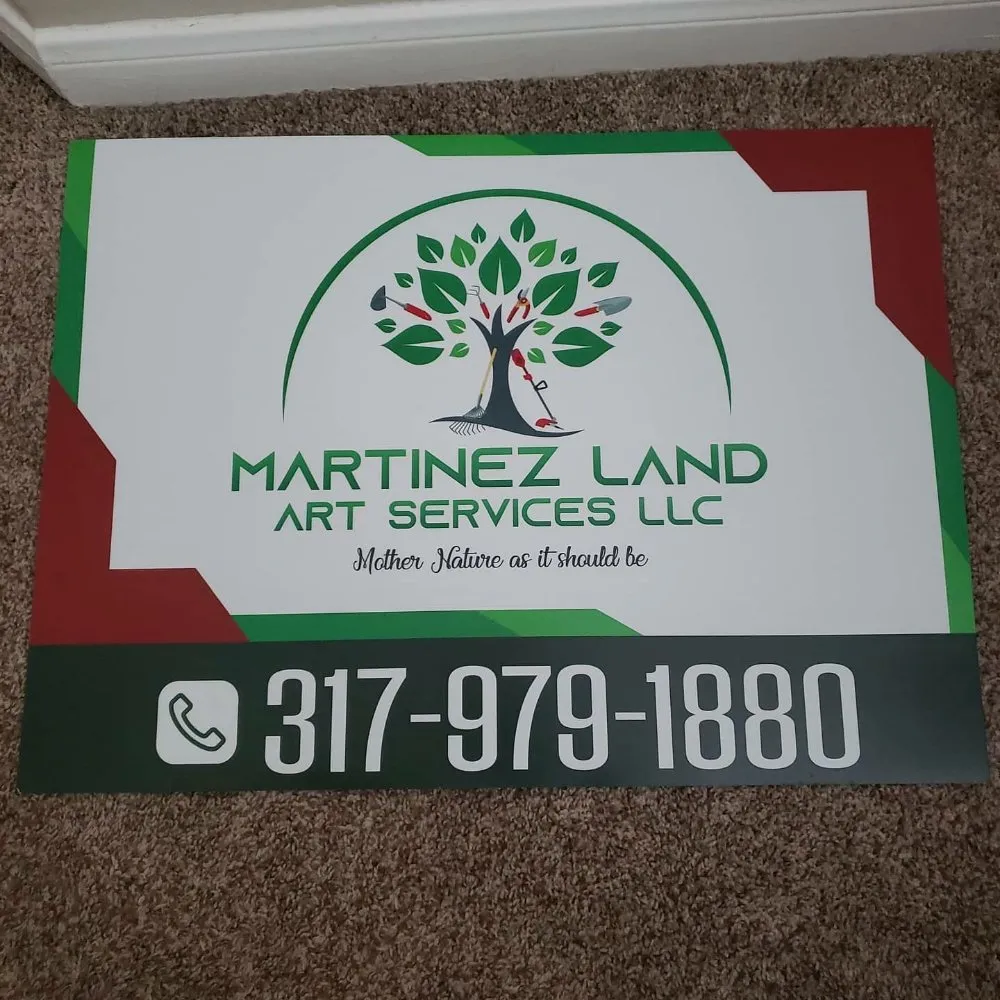 MARTINEZ LAND
ART SERVICES LLC
Mother Nature as it should be
317-979-1880